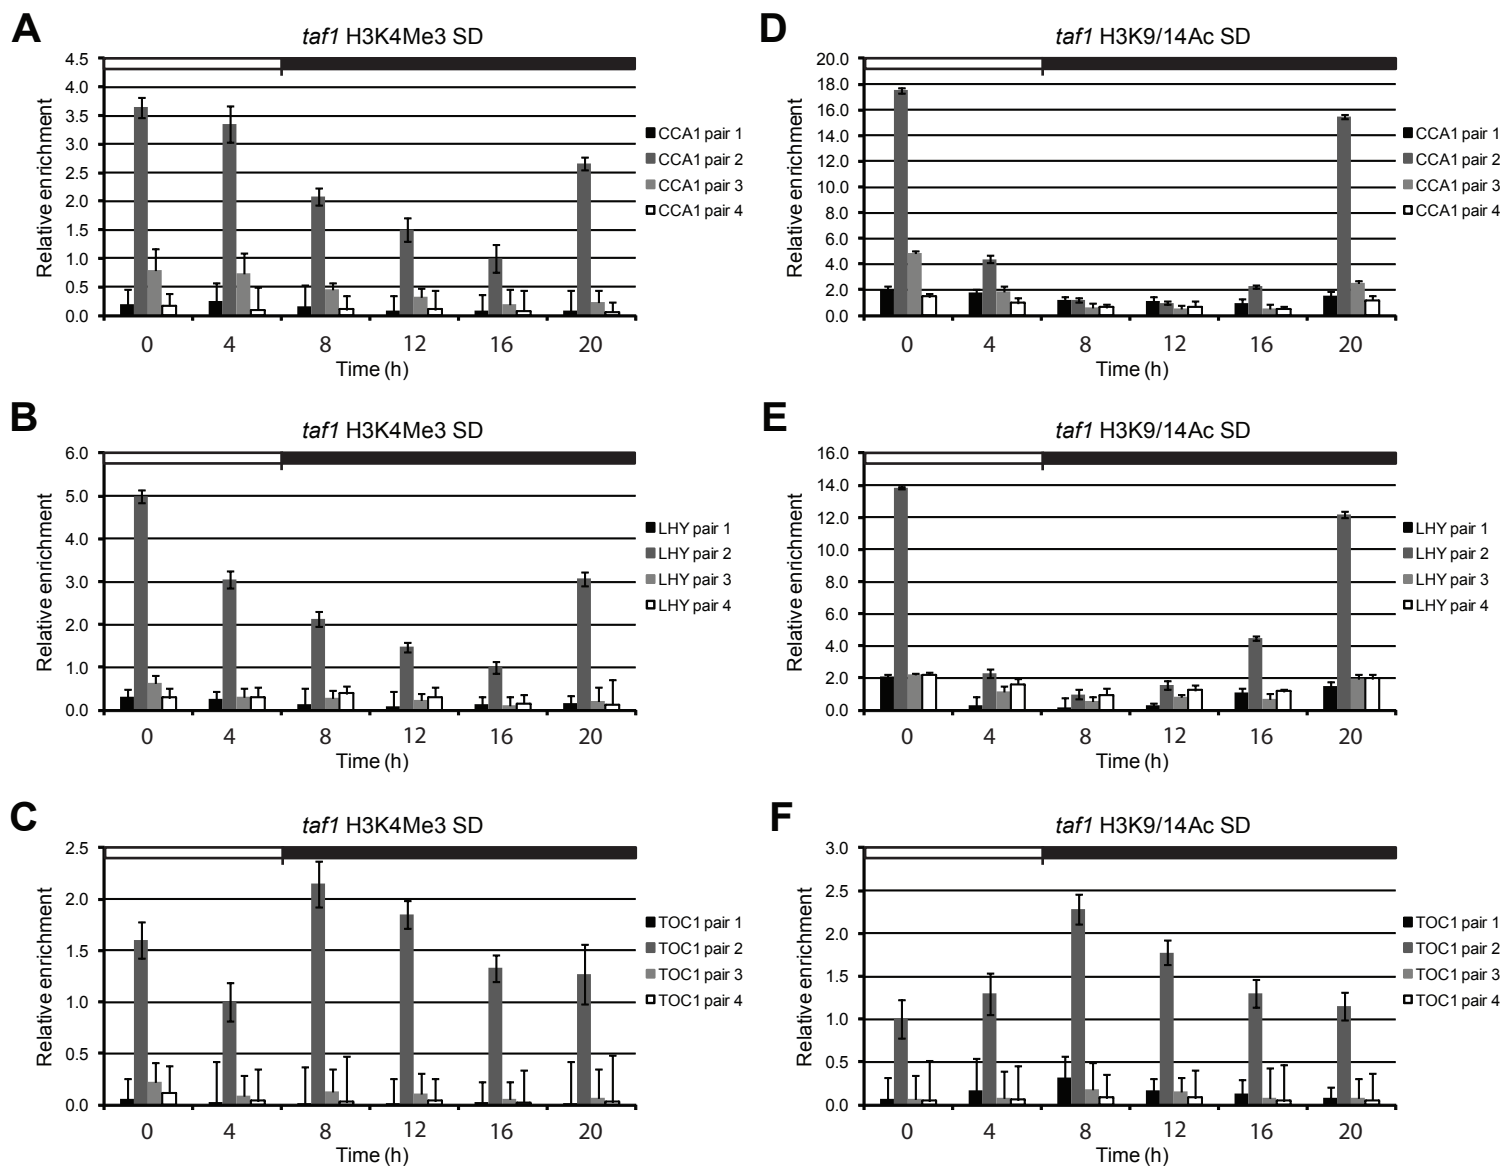 A
taf1 H3K4Me3 SD
4.5
4.0
3.5
3.0
2.5
2.0
1.5
1.0
0.5
0.0
Relative enrichment
0 4 8 12 16 20
Time (h)
CCA1 pair 1
CCA1 pair 2
CCA1 pair 3
CCA1 pair 4
D
taf1 H3K9/14Ac SD
20.0
18.0
16.0
14.0
12.0
10.0
8.0
6.0
4.0
2.0
0.0
Relative enrichment
0 4 8 12 16 20
Time (h)
CCA1 pair 1
CCA1 pair 2
CCA1 pair 3
CCA1 pair 4
B
taf1 H3K4Me3 SD
6.0
5.0
4.0
3.0
2.0
1.0
0.0
Relative enrichment
0 4 8 12 16 20
Time (h)
LHY pair 1
LHY pair 2
LHY pair 3
LHY pair 4
E
taf1 H3K9/14Ac SD
16.0
14.0
12.0
10.0
8.0
6.0
4.0
2.0
0.0
Relative enrichment
0 4 8 12 16 20
Time (h)
LHY pair 1
LHY pair 2
LHY pair 3
LHY pair 4
C
taf1 H3K4Me3 SD
2.5
2.0
1.5
1.0
0.5
0.0
Relative enrichment
0 4 8 12 16 20
Time (h)
TOC1 pair 1
TOC1 pair 2
TOC1 pair 3
TOC1 pair 4
F
taf1 H3K9/14Ac SD
3.0
2.5
2.0
1.5
1.0
0.5
0.0
Relative enrichment
0 4 8 12 16 20
Time (h)
TOC1 pair 1
TOC1 pair 2
TOC1 pair 3
TOC1 pair 4